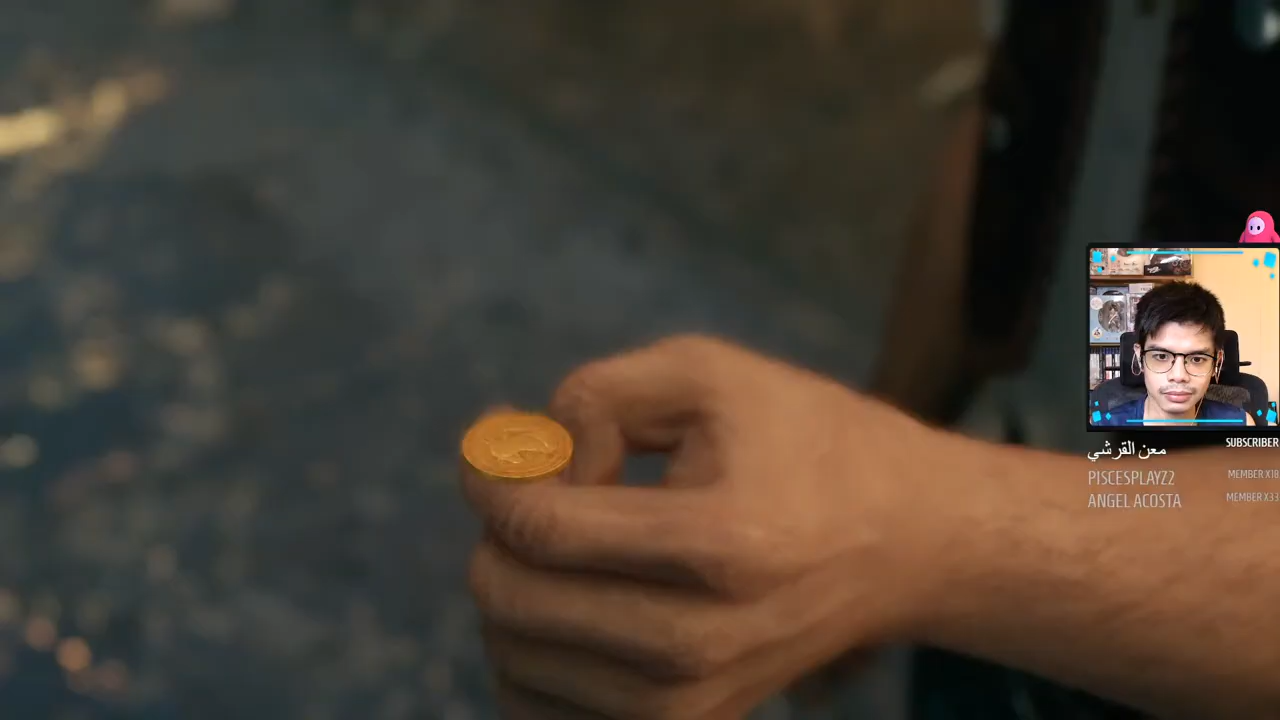 معن القرشي SUBSCRIBER
PISCESPLAYZ2 MEMBER X18
ANGEL ACOSTA MEMBER X33